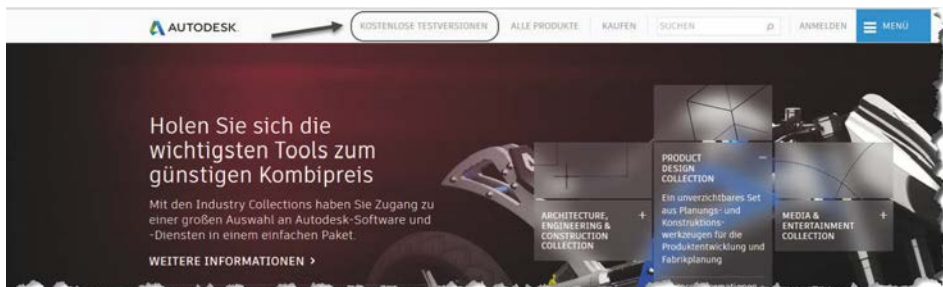 AUTODESK.
KOSTENLOSE TESTVERSIONEN
ALLE PRODUKTE
KAUFEN
SUCHEN
ANMELDEN
MENÜ
Holen Sie sich die
wichtigsten Tools zum
günstigen Kombipreis
Mit den Industry Collections haben Sie Zugang zu
einer großen Auswahl an Autodesk-Software und
-Diensten in einem einfachen Paket.
WEITERE INFORMATIONEN >
ARCHITECTURE, +
ENGINEERING &
CONSTRUCTION
COLLECTION
PRODUCT −
DESIGN
COLLECTION
Ein unverzichtbares Set
aus Planungs- und
Konstruktions-
werkzeugen für die
Produktentwicklung und
Fabrikplanung
MEDIA & +
ENTERTAINMENT
COLLECTION